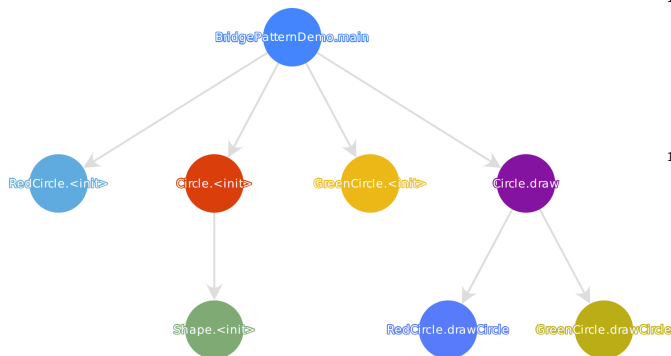 BridgePatternDemo.main
RedCircle.<init>
Circle.<init>
GreenCircle.<init>
Circle.draw
Shape.<init>
RedCircle.drawCircle
GreenCircle.drawCircle